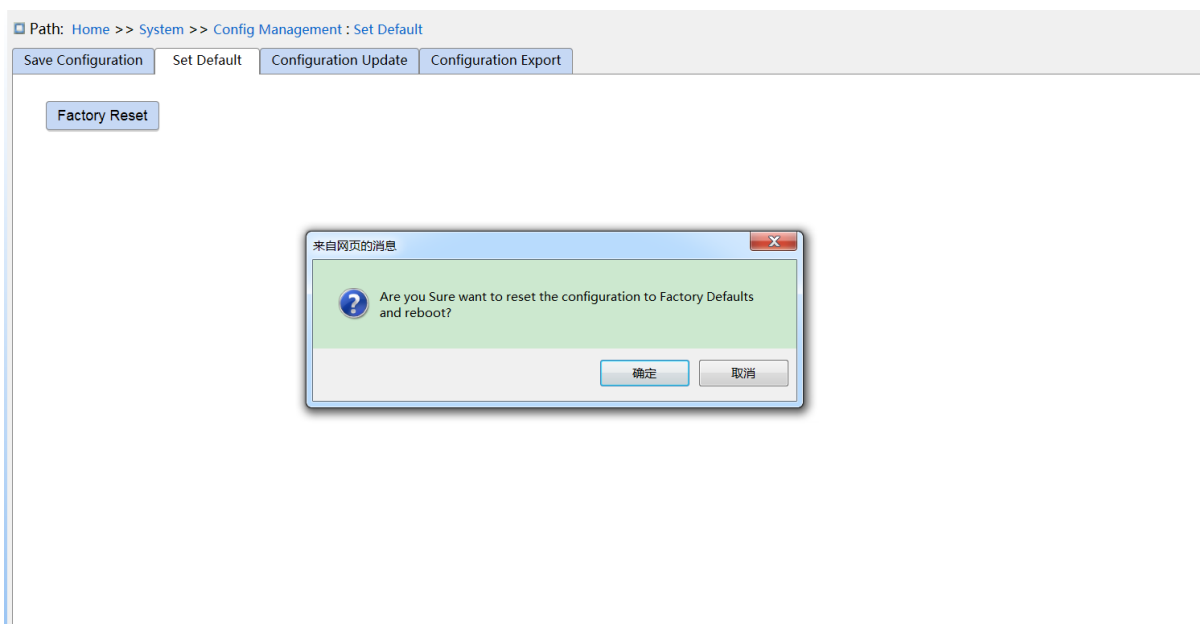 Path: Home >> System >> Config Management : Set Default
Save Configuration Set Default Configuration Update Configuration Export
Factory Reset
来自网页的消息
Are you Sure want to reset the configuration to Factory Defaults
and reboot?
确定 取消